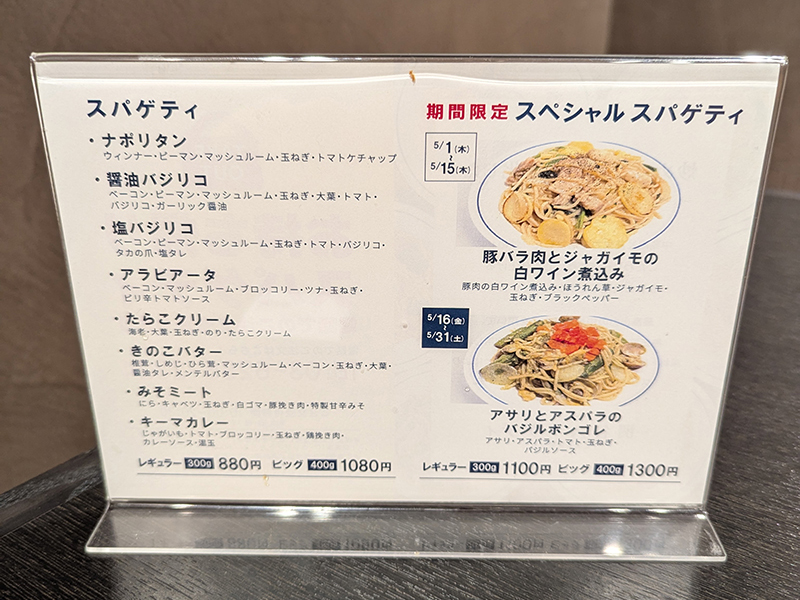 スパゲティ
・ナポリタン
ウィンナー・ピーマン・マッシュルーム・玉ねぎ・トマトケチャップ
・醤油バジリコ
ベーコン・ピーマン・マッシュルーム・玉ねぎ・大葉・トマト・
バジリコ・ガーリック醤油
・塩バジリコ
ベーコン・ピーマン・マッシュルーム・玉ねぎ・トマト・バジリコ・
タカの爪・塩タレ
・アラビアータ
ベーコン・マッシュルーム・ブロッコリー・ツナ・玉ねぎ・
ピリ辛トマトソース
・たらこクリーム
海老・大葉・玉ねぎ・のり・たらこクリーム
・きのこバター
椎茸・しめじ・ひら茸・マッシュルーム・ベーコン・玉ねぎ・大葉・
醤油タレ・メンテルバター
・みそミート
にら・キャベツ・玉ねぎ・白ゴマ・豚挽き肉・特製甘辛みそ
・キーマカレー
じゃがいも・トマト・ブロッコリー・玉ねぎ・鶏挽き肉・
カレーソース・温玉
レギュラー 300g 880円 ビッグ 400g 1080円
期間限定 スペシャル スパゲティ
5/1(木)
~
5/15(木)
豚バラ肉とジャガイモの
白ワイン煮込み
豚肉の白ワイン煮込み・ほうれん草・ジャガイモ・
玉ねぎ・ブラックペッパー
5/16(金)
~
5/31(土)
アサリとアスパラの
バジルボンゴレ
アサリ・アスパラ・トマト・玉ねぎ・
バジルソース
レギュラー 300g 1100円 ビッグ 400g 1300円